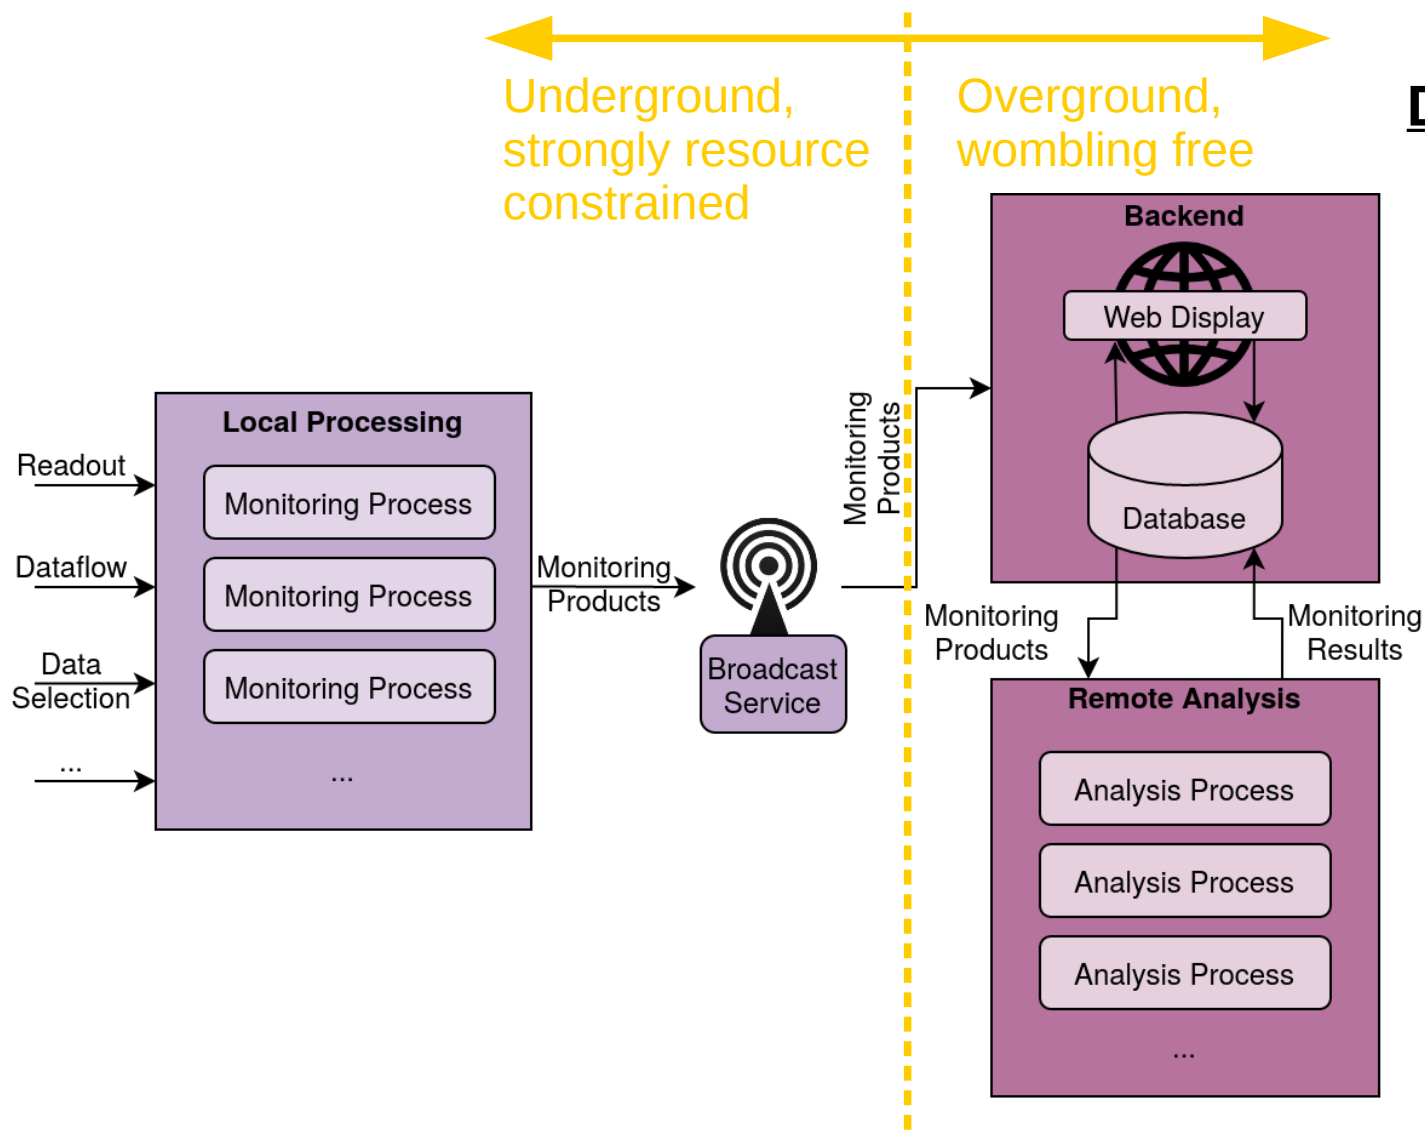 Underground,
strongly resource
constrained
Overground,
wombling free
D
Backend
Web Display
Database
Local Processing
Readout
Monitoring Process
Dataflow
Monitoring Process
Data
Selection
Monitoring Process
...
...
Monitoring
Products
Broadcast
Service
Monitoring
Products
Monitoring
Products
Monitoring
Results
Remote Analysis
Analysis Process
Analysis Process
Analysis Process
...